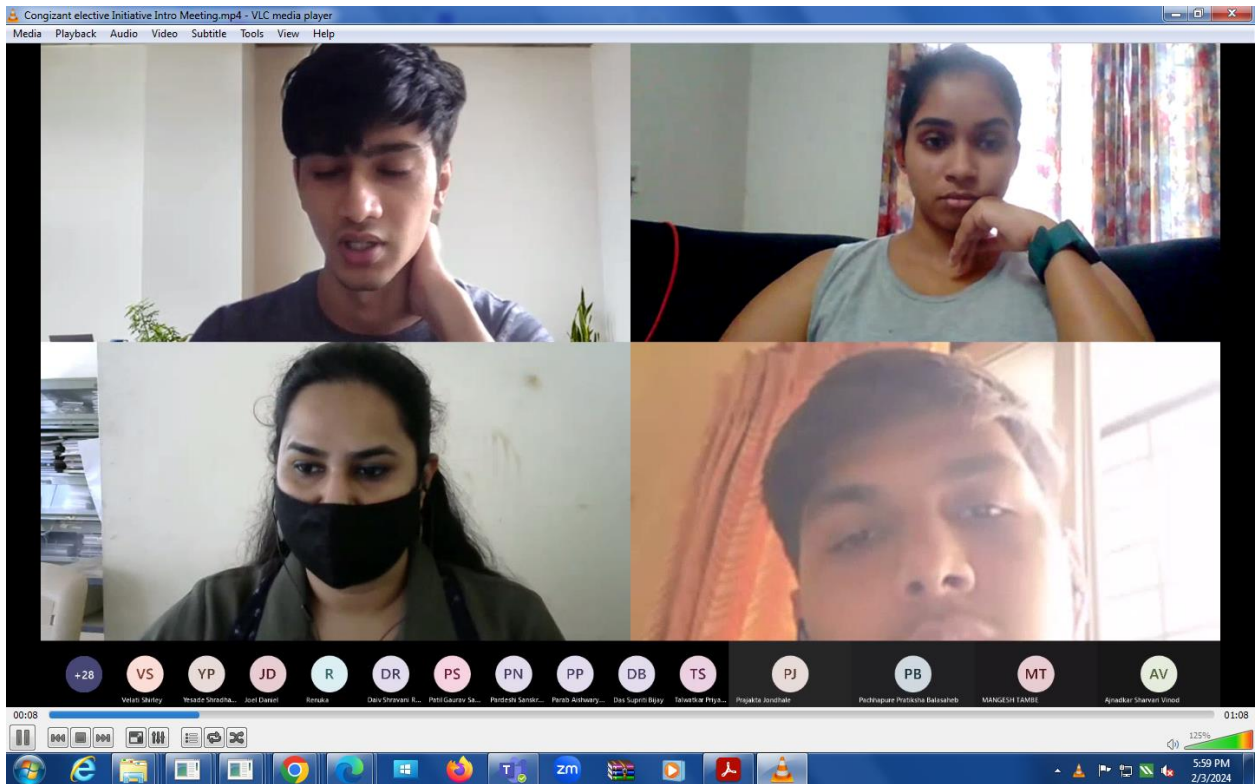 Congizant elective Initiative Intro Meeting.mp4 - VLC media player
Media Playback Audio Video Subtitle Tools View Help
+28 VS YP JD R DR PS PN PP DB TS PJ PB MT AV
Velati Shirley Yesade Shradha... Joel Daniel Renuka Daiv Shravani R... Patil Gaurav Sa... Pardeshi Sanskr... Parab Aishwary... Das Supriti Bijay Talwatkar Priya... Prajakta Jondhale Pachhapure Pratiksha Balasaheb MANGESH TAMBE Ajnadkar Sharvari Vinod
00:08 01:08
125%
zm
5:59 PM
2/3/2024